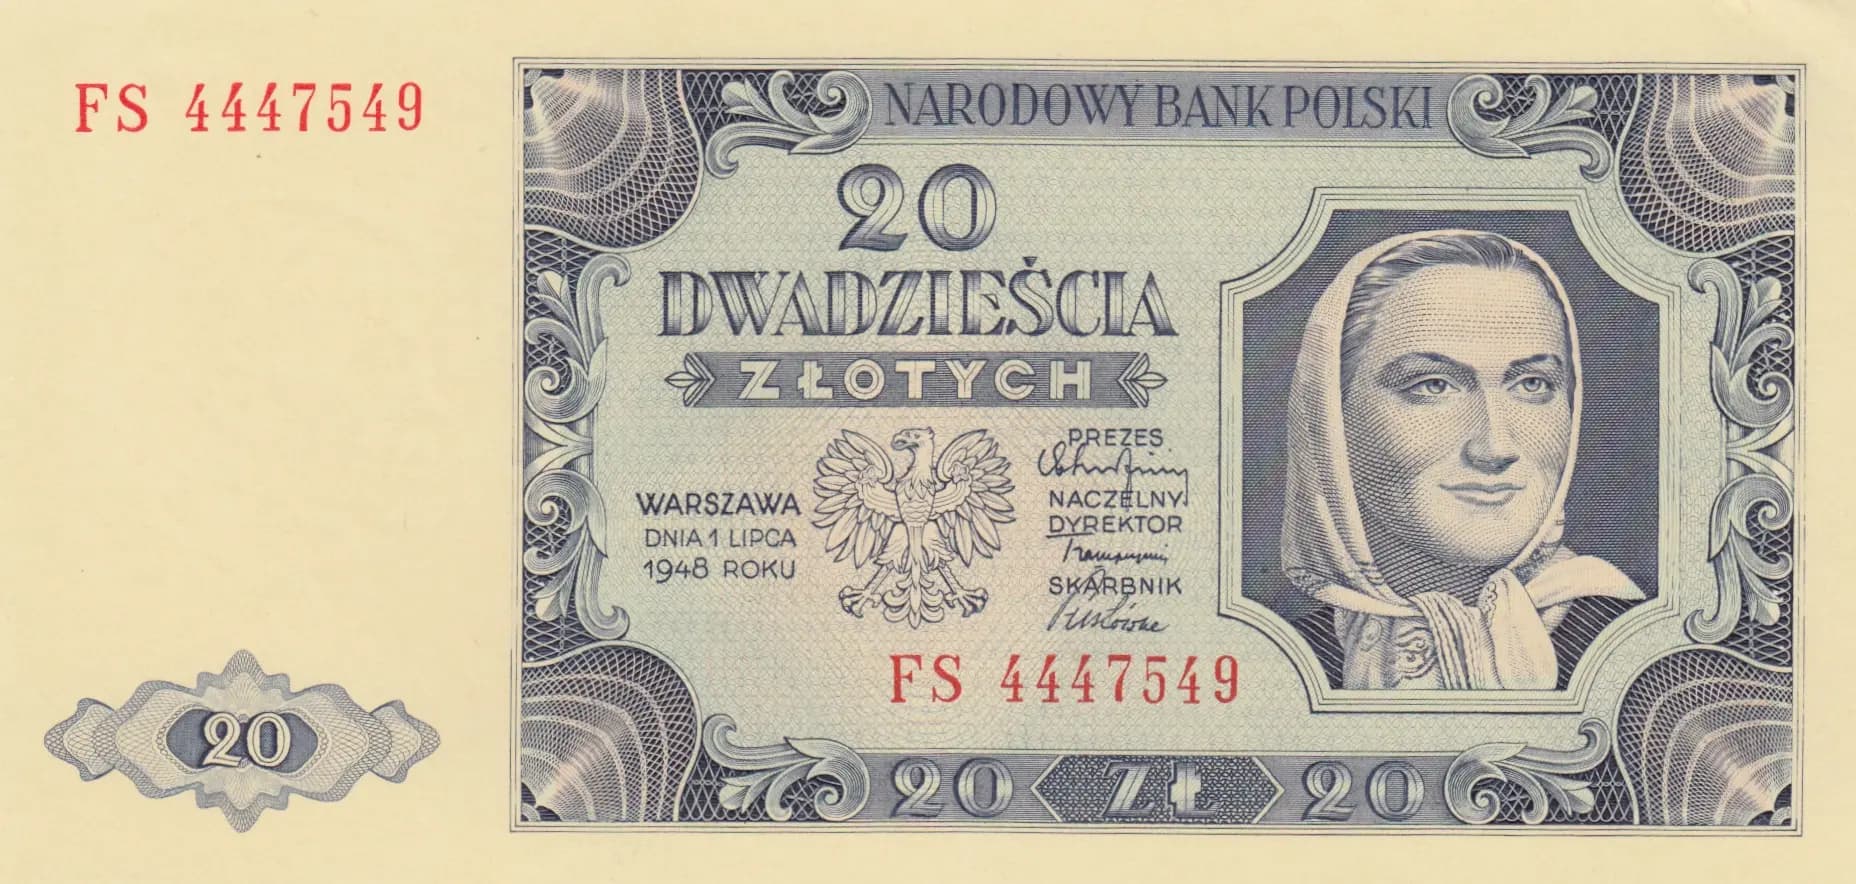 FS 4447549
NARODOWY BANK POLSKI
20
DWADZIEŚCIA
ZŁOTYCH
WARSZAWA
DNIA 1 LIPCA
1948 ROKU
PREZES
NACZELNY
DYREKTOR
SKARBNIK
FS 4447549
20
20 ZŁ 20